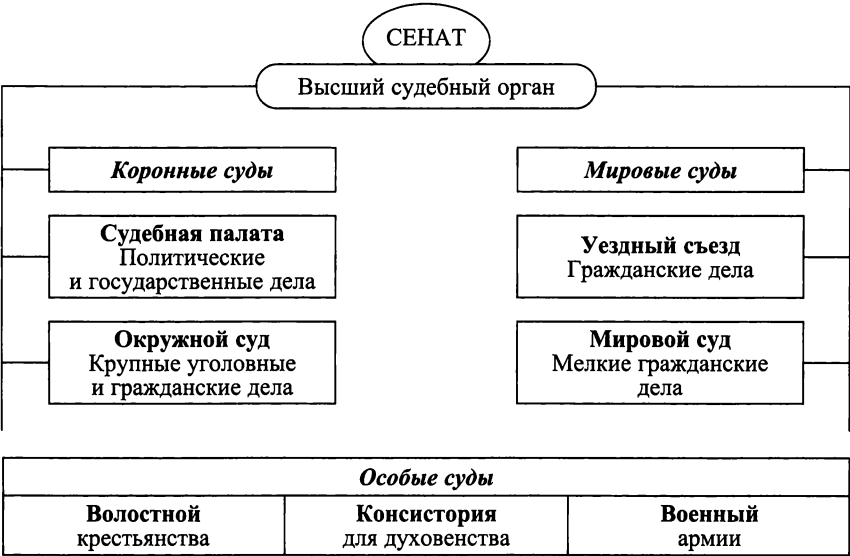 СЕНАТ
Высший судебный орган
Коронные суды
Мировые суды
Судебная палата
Политические
и государственные дела
Уездный съезд
Гражданские дела
Окружной суд
Крупные уголовные
и гражданские дела
Мировой суд
Мелкие гражданские
дела
Особые суды
Волостной
крестьянства
Консистория
для духовенства
Военный
армии